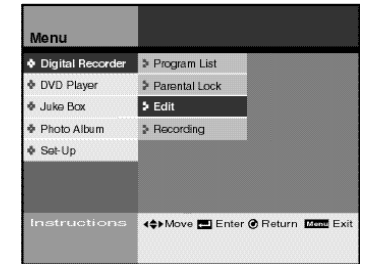 Menu
Digital Recorder
DVD Player
Juke Box
Photo Album
Set-Up
Program List
Parental Lock
Edit
Recording
Instructions Move Enter Return Menu Exit